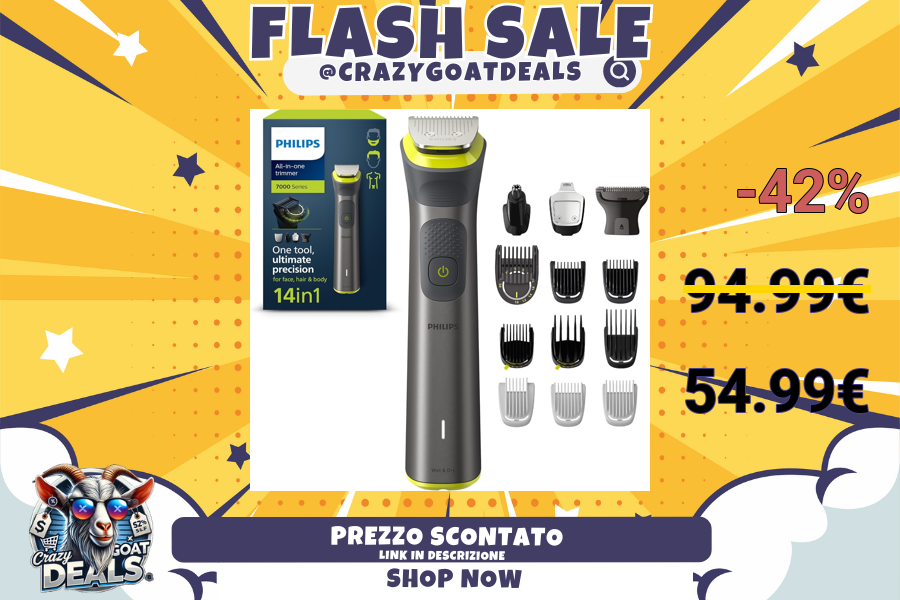 FLASH SALE
@CRAZYGOATDEALS
PHILIPS
All-in-one
trimmer
7000 Series
One tool,
ultimate
precision
for face, hair & body
14in1
PHILIPS
-42%
94.99€
54.99€
$
52%
Crazy
GOAT
DEALS
PREZZO SCONTATO
LINK IN DESCRIZIONE
SHOP NOW